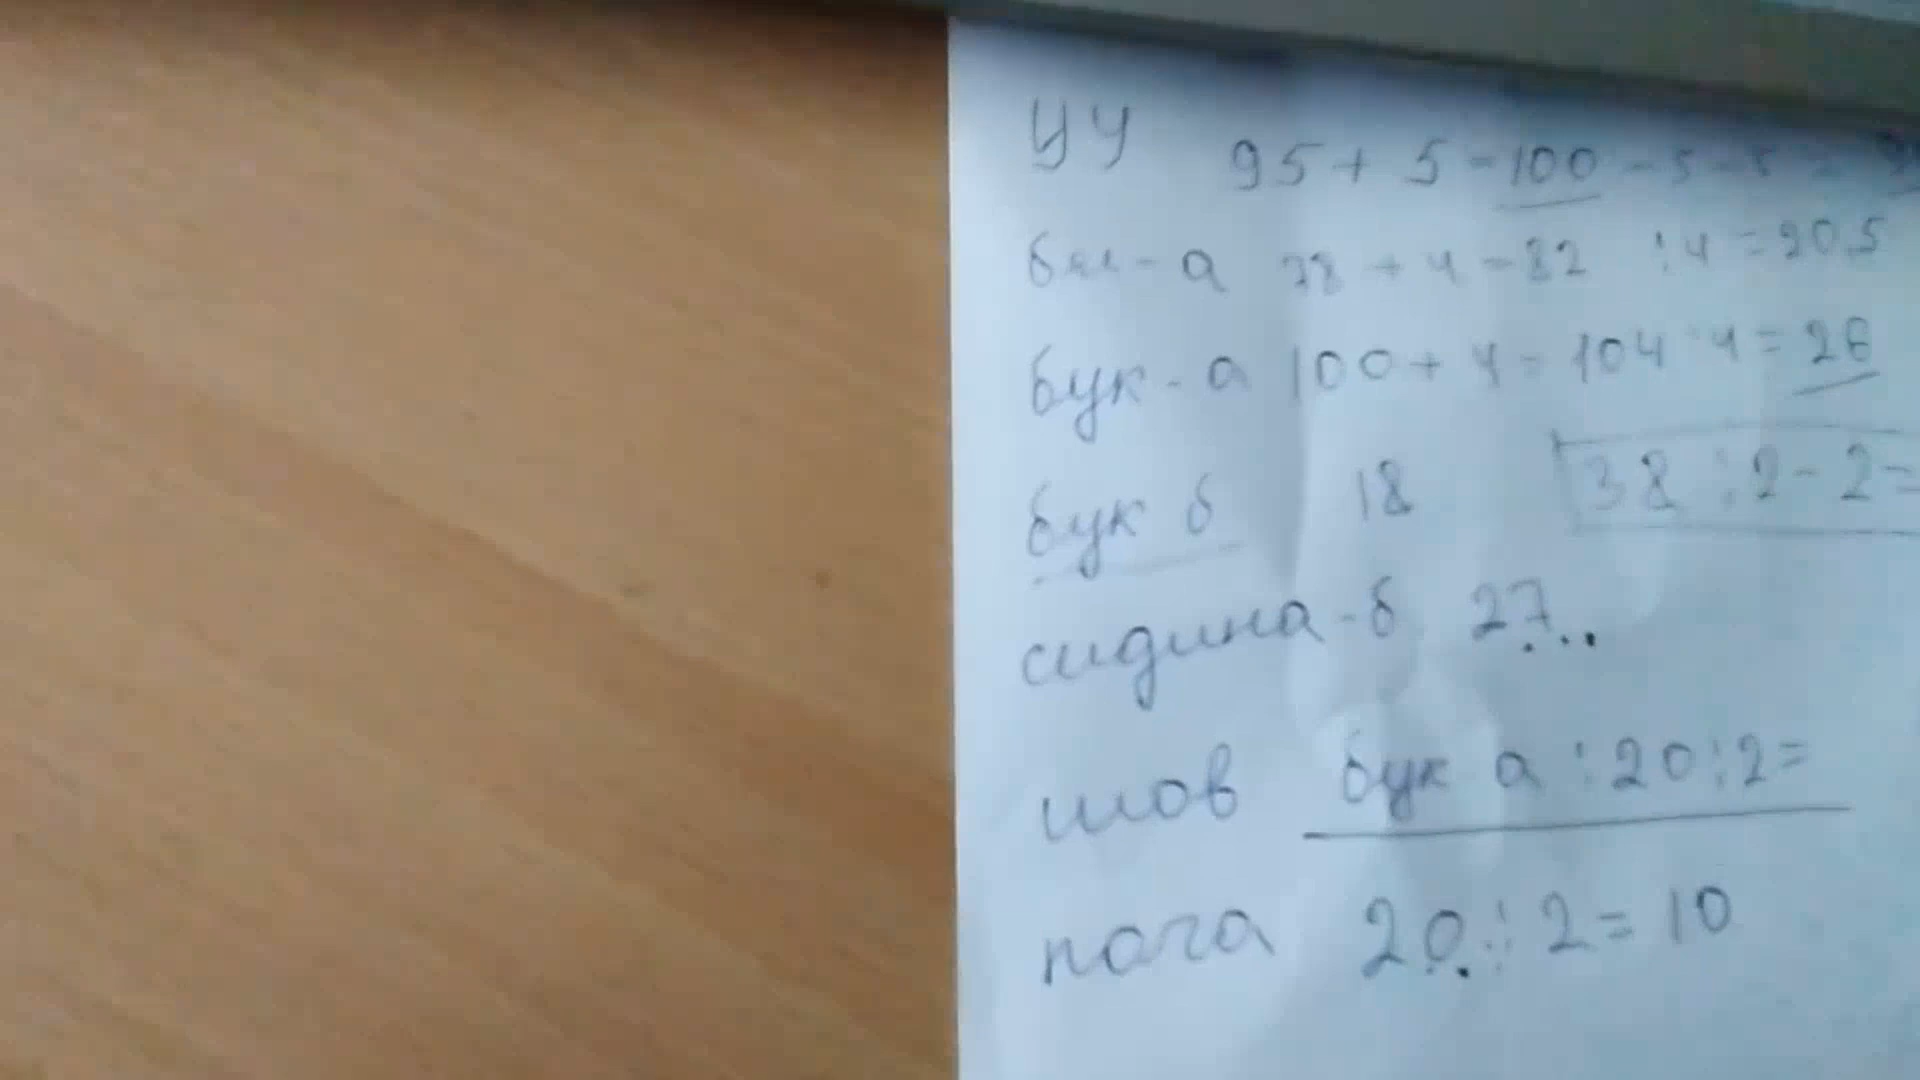 УУ 95 + 5 = 100 - 5 - 5 =
бел - а 78 + 4 = 82 : 4 = 20,5
бук - а 100 + 4 = 104 : 4 = 26
бук б 18 38 : 2 - 2 =
сидина - б 27...
шов бук а : 20 : 2 =
пога 20 : 2 = 10